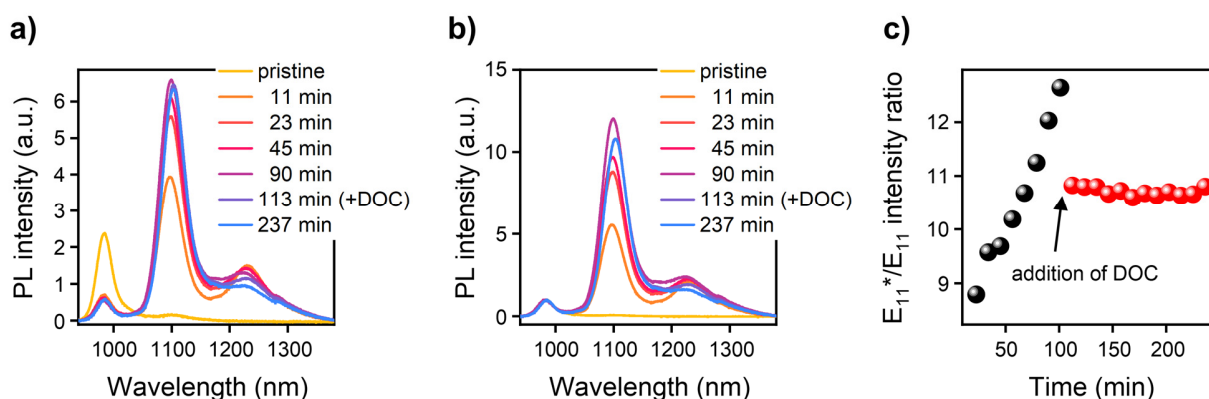 a)
PL intensity (a.u.)
6
5
4
3
2
1
0
1000 1100 1200 1300
Wavelength (nm)
pristine
11 min
23 min
45 min
90 min
113 min (+DOC)
237 min
b)
PL intensity (a.u.)
15
10
5
0
1000 1100 1200 1300
Wavelength (nm)
pristine
11 min
23 min
45 min
90 min
113 min (+DOC)
237 min
c)
E₁₁*/E₁₁ intensity ratio
12
11
10
9
addition of DOC
50 100 150 200
Time (min)